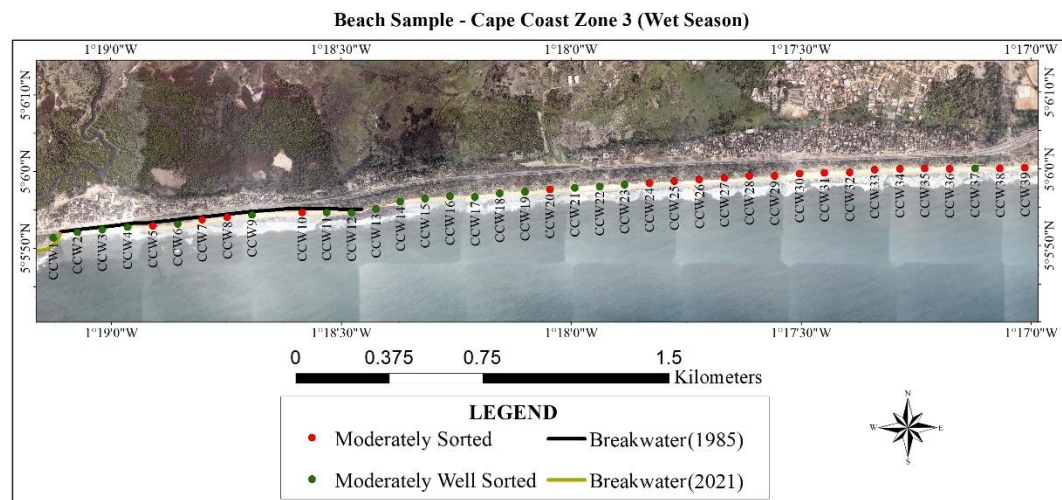 Beach Sample - Cape Coast Zone 3 (Wet Season)
1°19'0"W 1°18'30"W 1°18'0"W 1°17'30"W 1°17'0"W
5°6'10"N 5°6'10"N
5°6'0"N 5°6'0"N
5°5'50"N 5°5'50"N
CCW1 CCW2 CCW3 CCW4 CCW5 CCW6 CCW7 CCW8 CCW9 CCW10 CCW11 CCW12 CCW13 CCW14 CCW15 CCW16 CCW17 CCW18 CCW19 CCW20 CCW21 CCW22 CCW23 CCW24 CCW25 CCW26 CCW27 CCW28 CCW29 CCW30 CCW31 CCW32 CCW33 CCW34 CCW35 CCW36 CCW37 CCW38 CCW39
1°19'0"W 1°18'30"W 1°18'0"W 1°17'30"W 1°17'0"W
0 0.375 0.75 1.5
Kilometers
LEGEND
Moderately Sorted Breakwater(1985)
Moderately Well Sorted Breakwater(2021)
N
W E
S